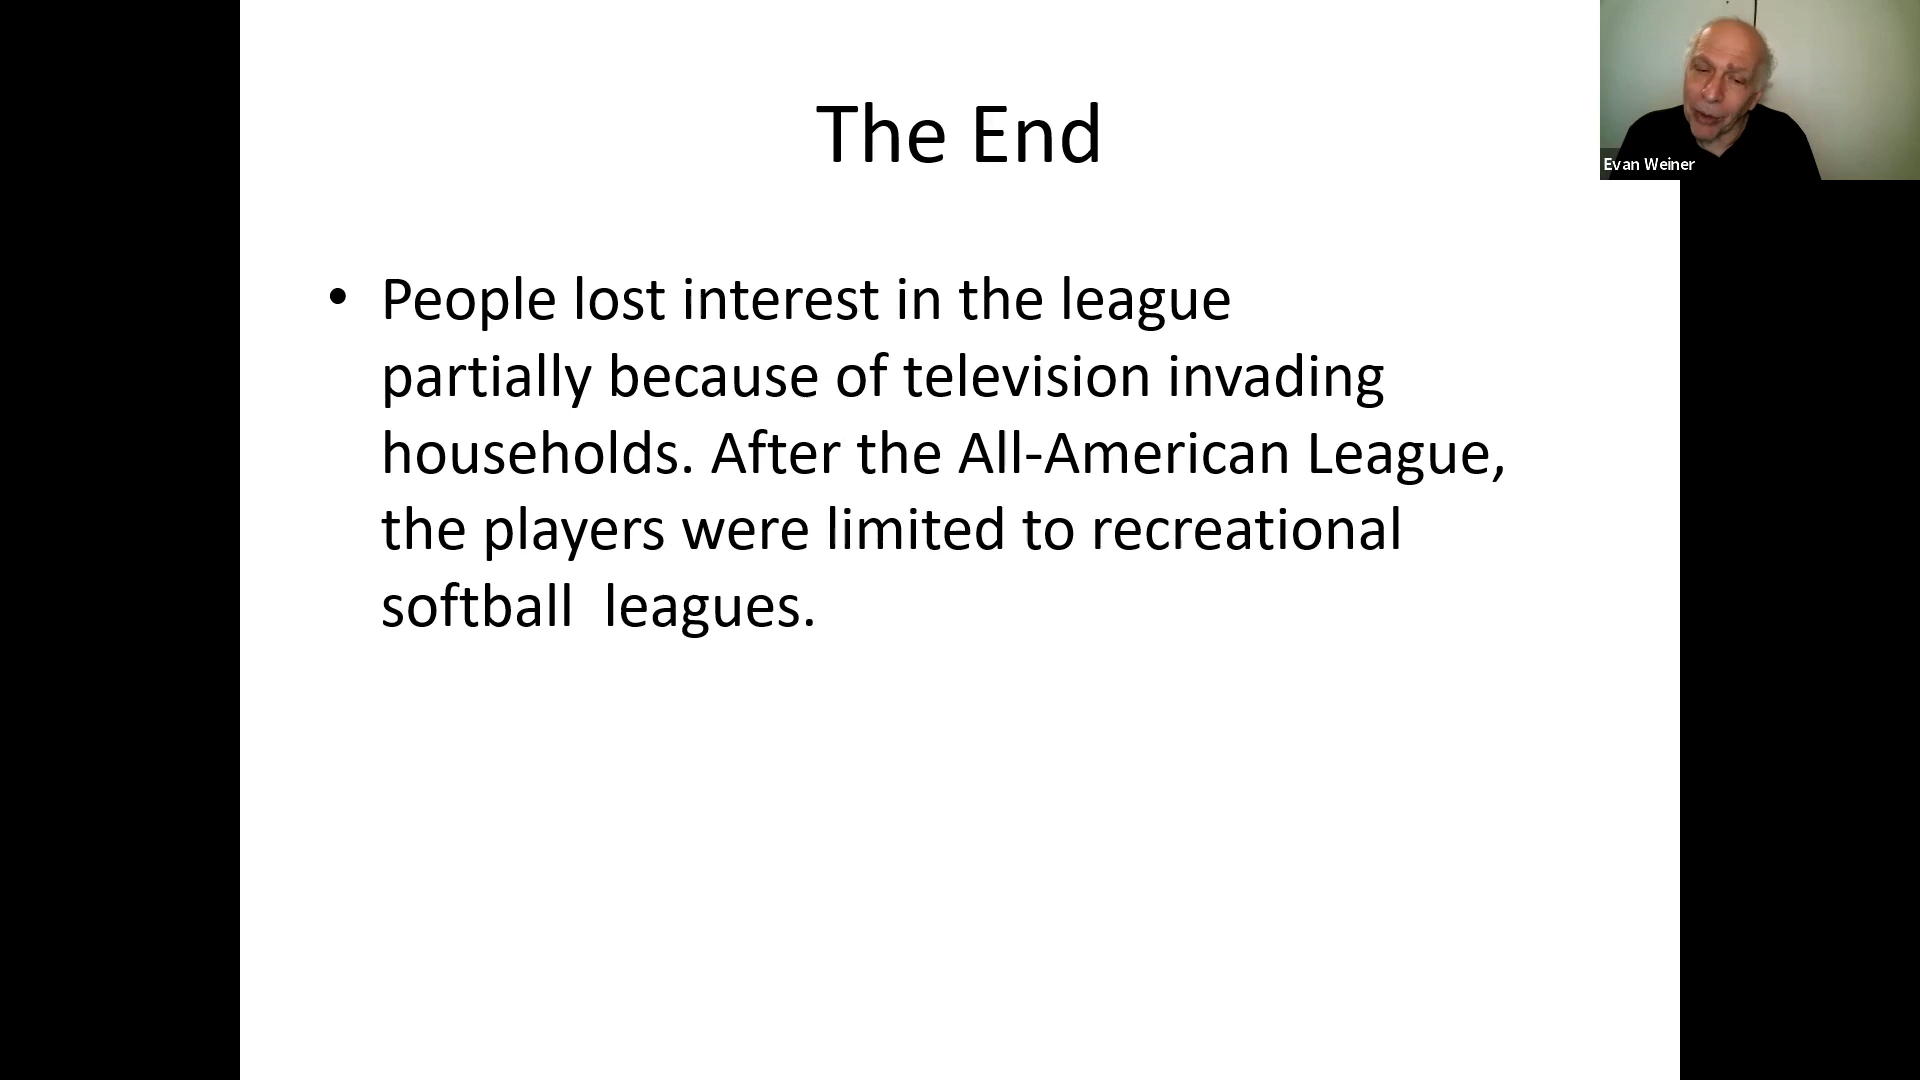 The End
Evan Weiner
• People lost interest in the league
partially because of television invading
households. After the All-American League,
the players were limited to recreational
softball  leagues.